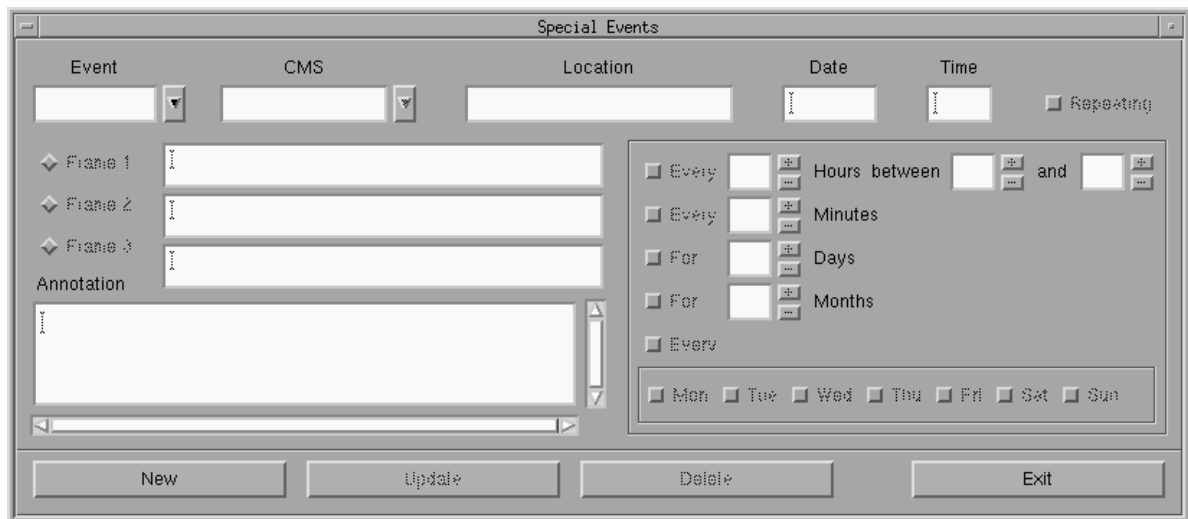 Special Events
Event CMS Location Date Time
Repeating
Frame 1
Frame 2
Frame 3
Annotation
Every Hours between and
Every Minutes
For Days
For Months
Every
Mon Tue Wed Thu Fri Sat Sun
New Update Delete Exit